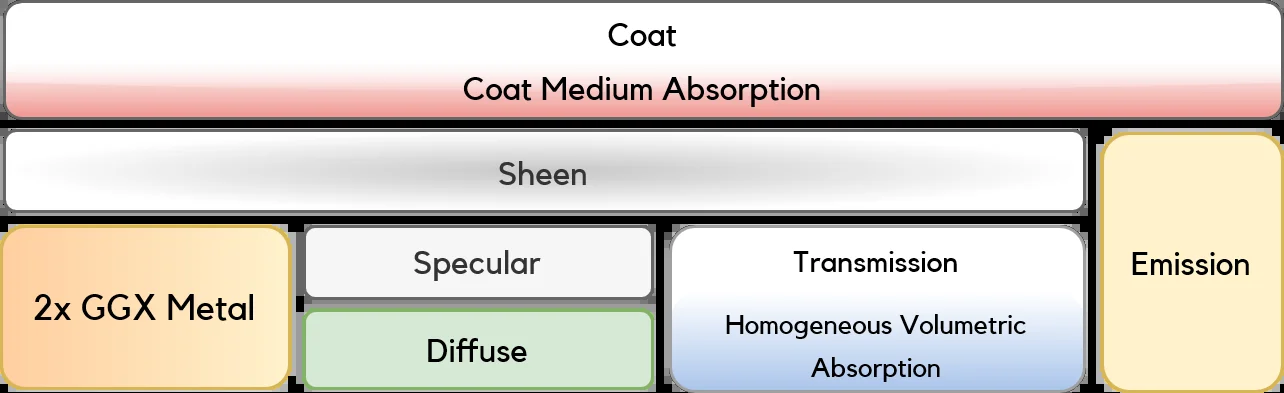 Coat
Coat Medium Absorption
Sheen
2x GGX Metal
Specular
Diffuse
Transmission
Homogeneous Volumetric
Absorption
Emission